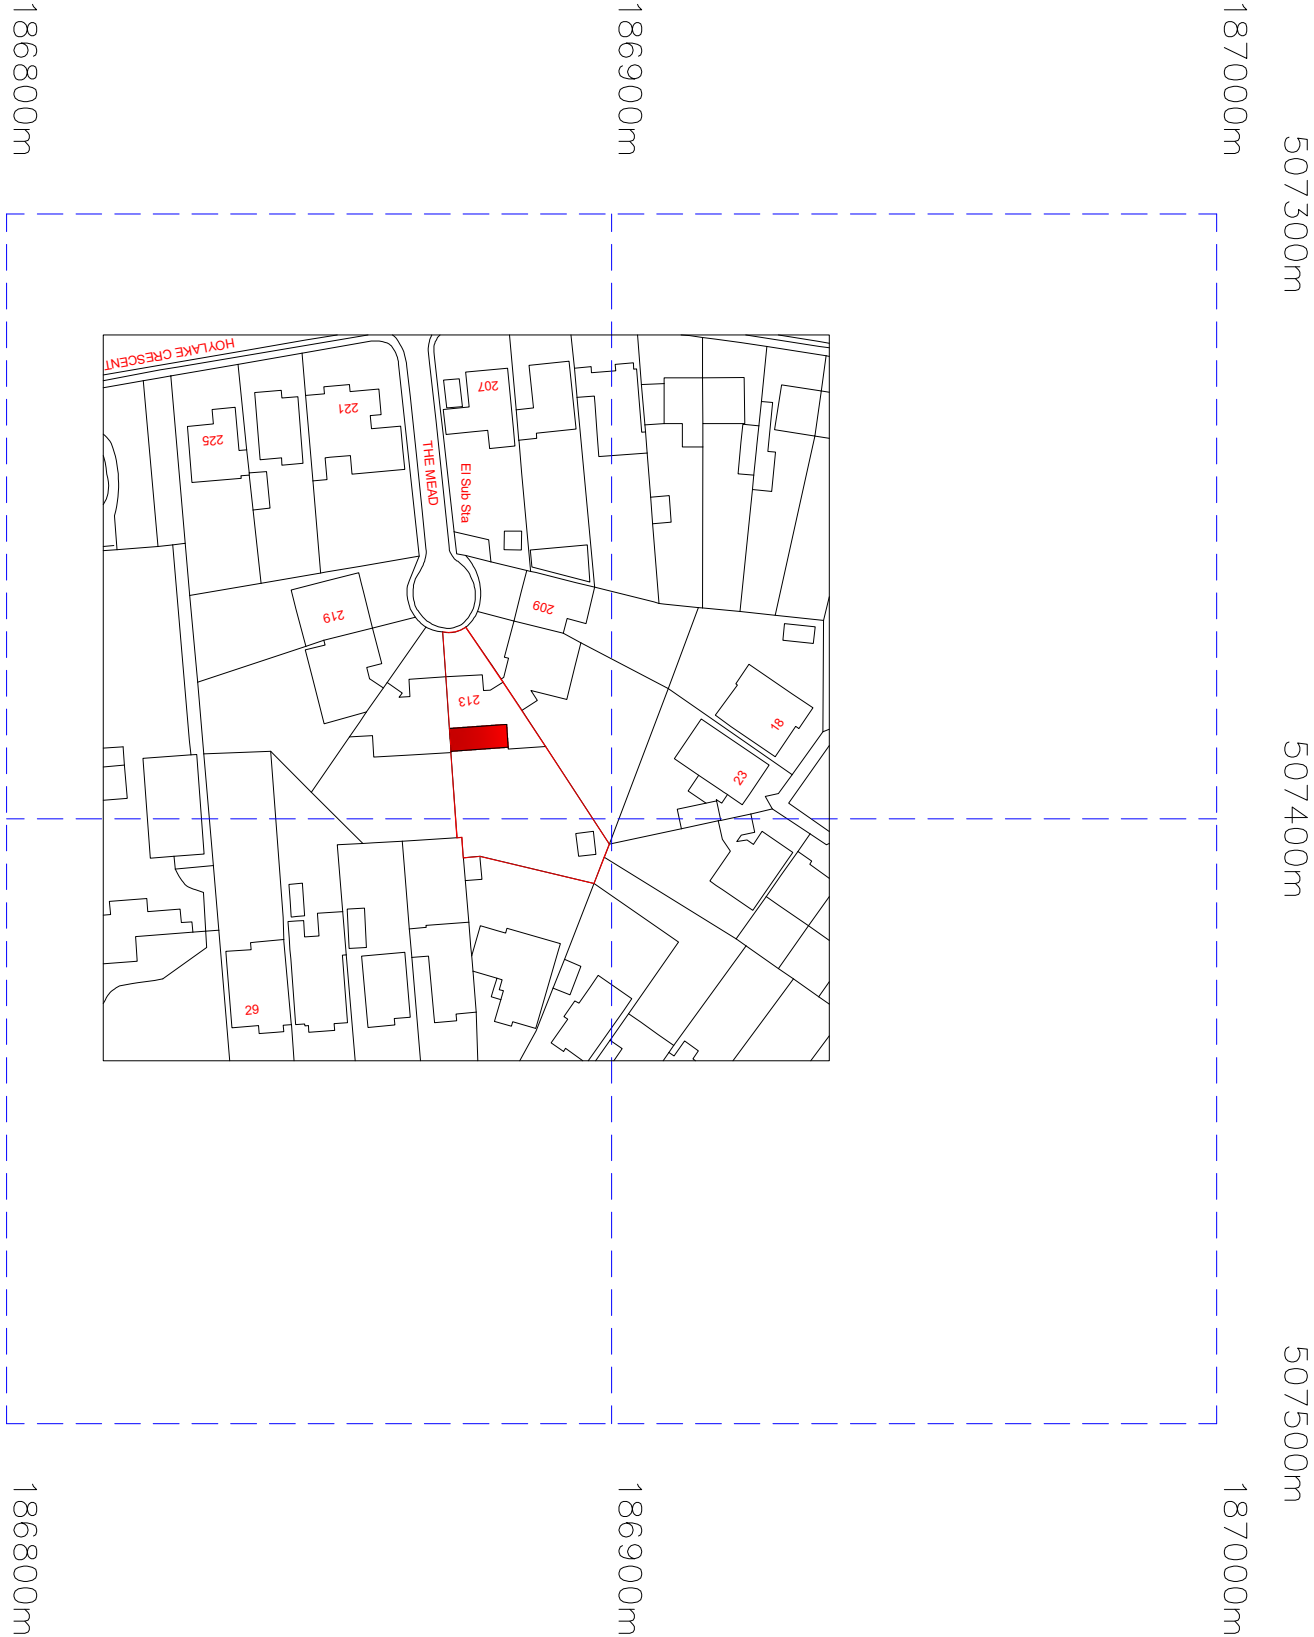 186800m
186900m
187000m
507300m
HOYLAKE CRESCENT
207
221
225
THE MEAD
El Sub Sta
209
219
213
18
23
507400m
29
507500m
186800m
186900m
187000m